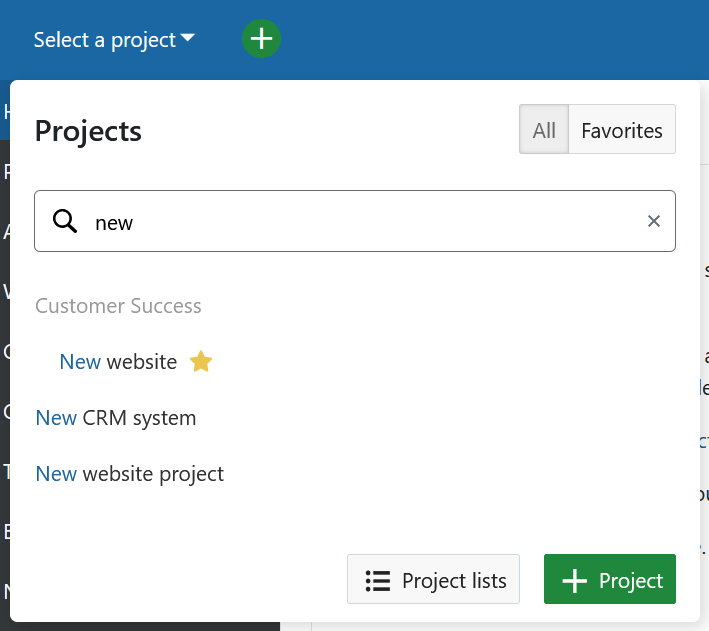 Select a project
Projects
All
Favorites
new
Customer Success
New website
New CRM system
New website project
Project lists
Project